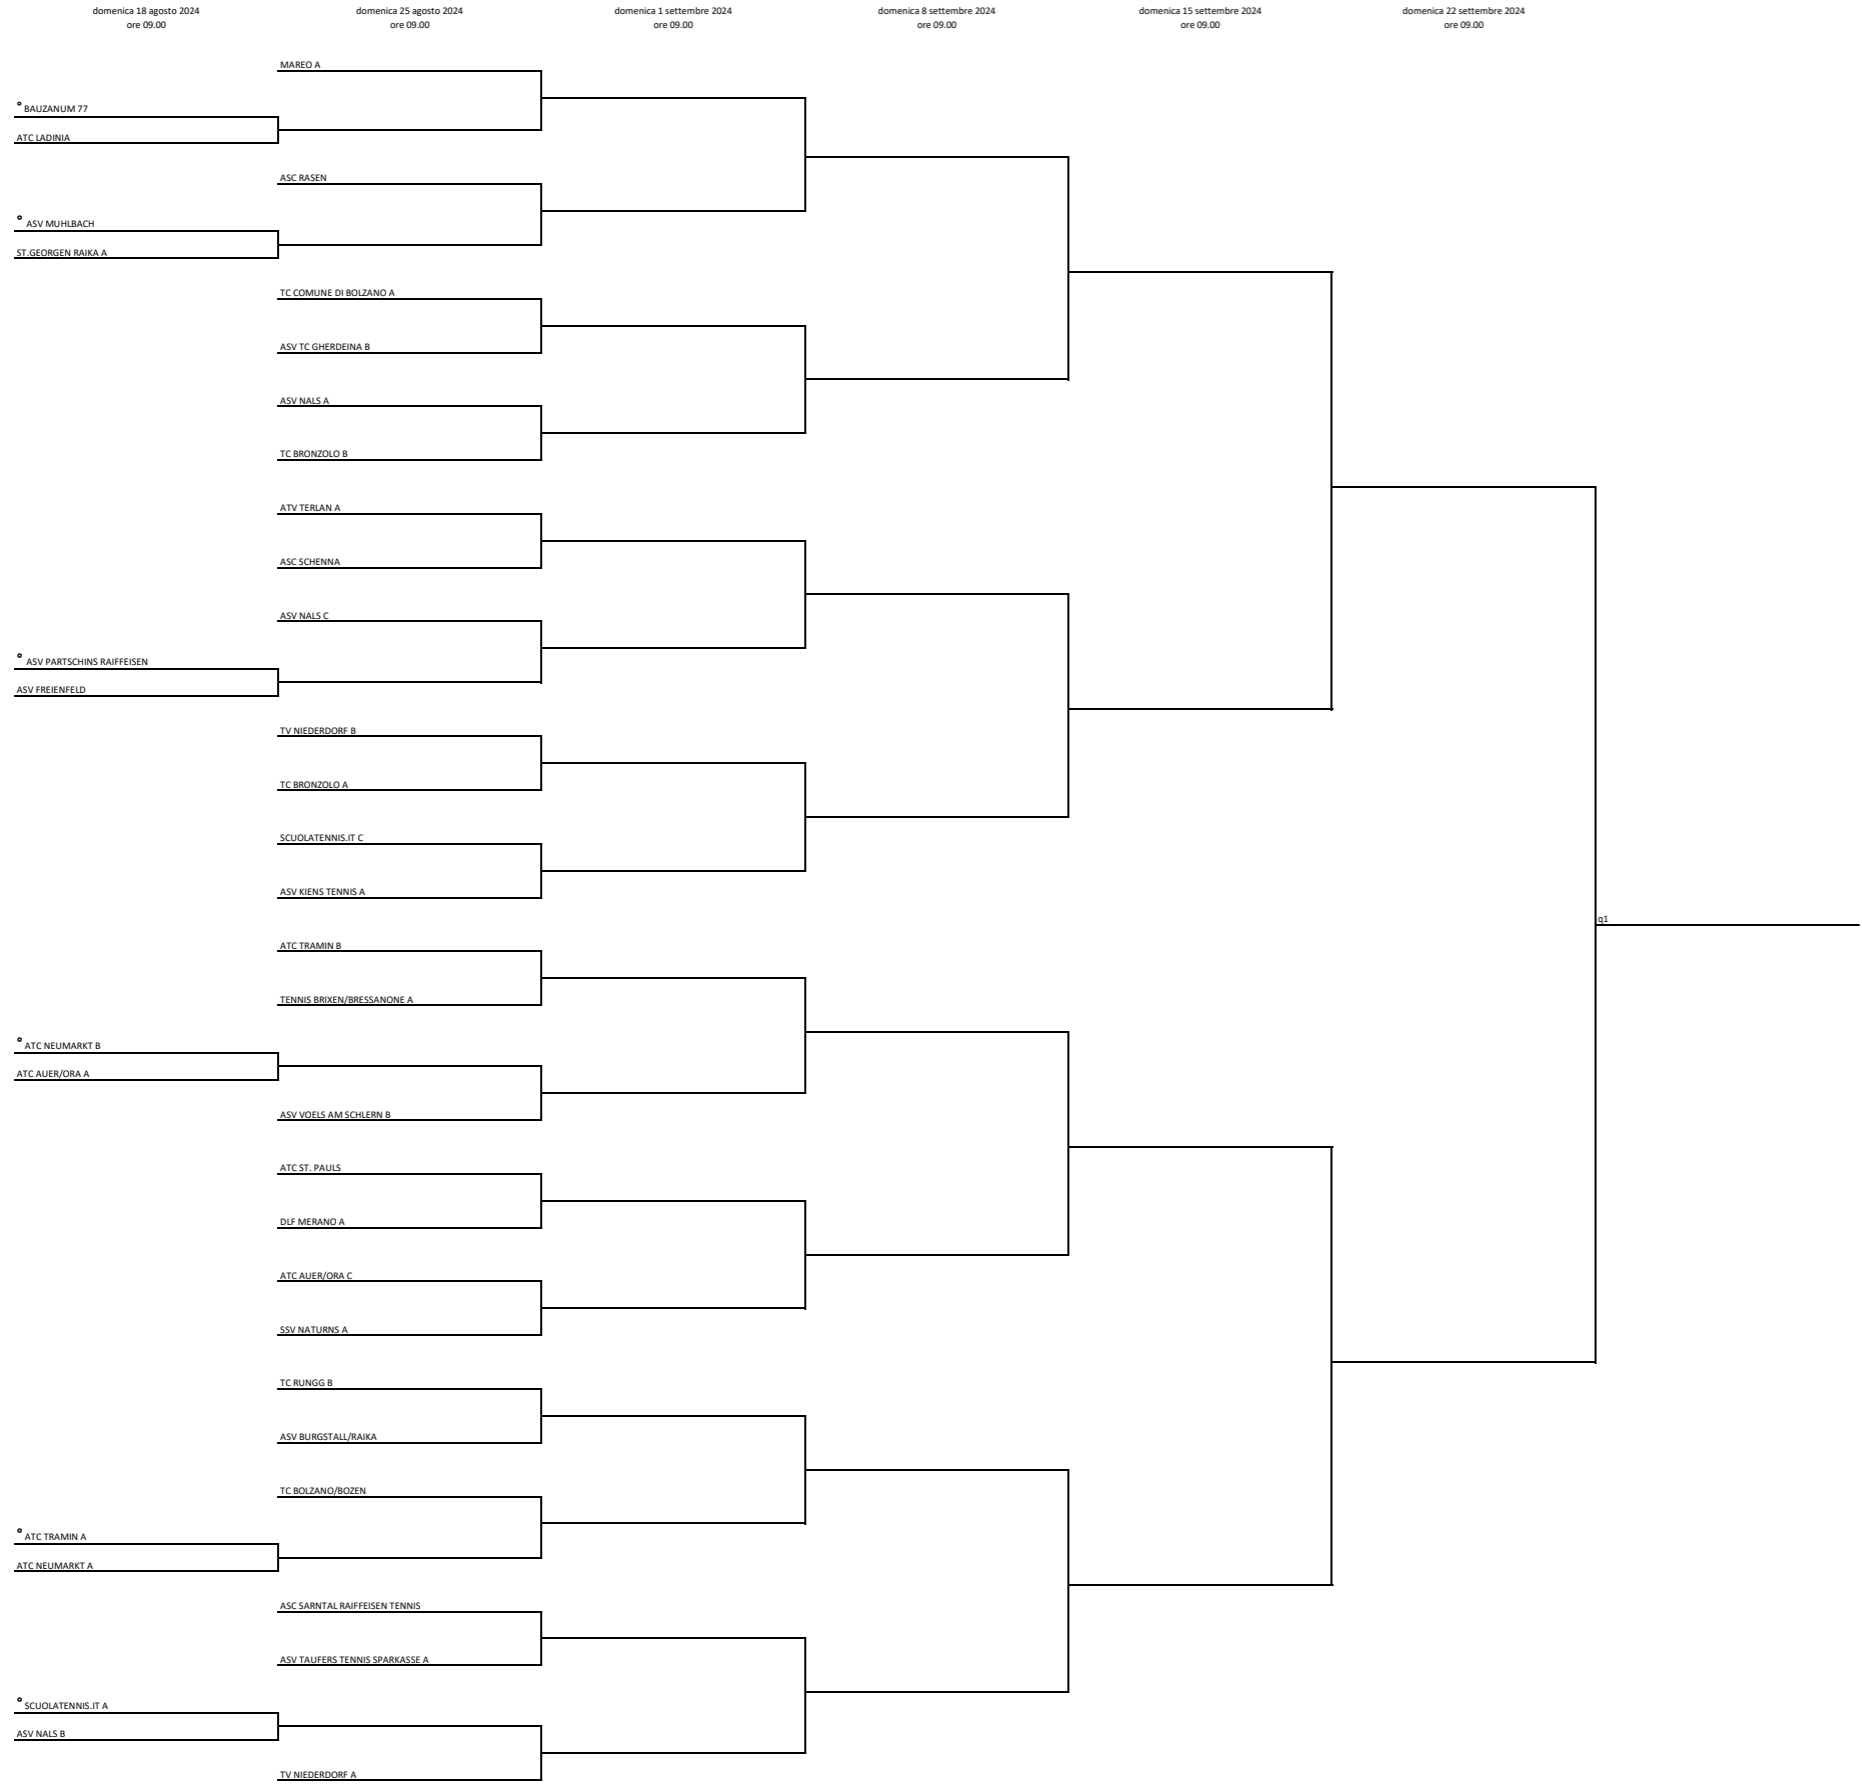 domenica 18 agosto 2024
ore 09.00
domenica 25 agosto 2024
ore 09.00
domenica 1 settembre 2024
ore 09.00
domenica 8 settembre 2024
ore 09.00
domenica 15 settembre 2024
ore 09.00
domenica 22 settembre 2024
ore 09.00
MAREO A
° BAUZANUM 77
ATC LADINIA
ASC RASEN
° ASV MUHLBACH
ST.GEORGEN RAIKA A
TC COMUNE DI BOLZANO A
ASV TC GHERDEINA B
ASV NALS A
TC BRONZOLO B
ATV TERLAN A
ASC SCHENNA
ASV NALS C
° ASV PARTSCHINS RAIFFEISEN
ASV FREIENFELD
TV NIEDERDORF B
TC BRONZOLO A
SCUOLATENNIS.IT C
ASV KIENS TENNIS A
q1
ATC TRAMIN B
TENNIS BRIXEN/BRESSANONE A
° ATC NEUMARKT B
ATC AUER/ORA A
ASV VOELS AM SCHLERN B
ATC ST. PAULS
DLF MERANO A
ATC AUER/ORA C
SSV NATURNS A
TC RUNGG B
ASV BURGSTALL/RAIKA
TC BOLZANO/BOZEN
° ATC TRAMIN A
ATC NEUMARKT A
ASC SARNTAL RAIFFEISEN TENNIS
ASV TAUFERS TENNIS SPARKASSE A
° SCUOLATENNIS.IT A
ASV NALS B
TV NIEDERDORF A